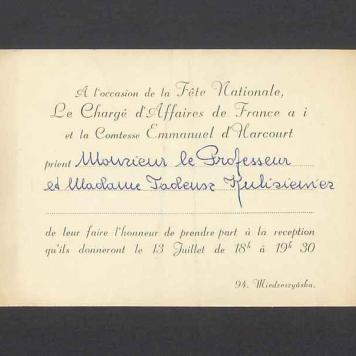 A l'occasion de la Fête Nationale,
Le Chargé d'Affaires de France a i
et la Comtesse Emmanuel d'Harcourt
prient Monsieur le Professeur
et Madame Tadeusz Kulisiewicz
de leur faire l'honneur de prendre part à la réception
qu'ils donneront le 13 Juillet de 18h à 19h 30
94. Miedzeszyńska.